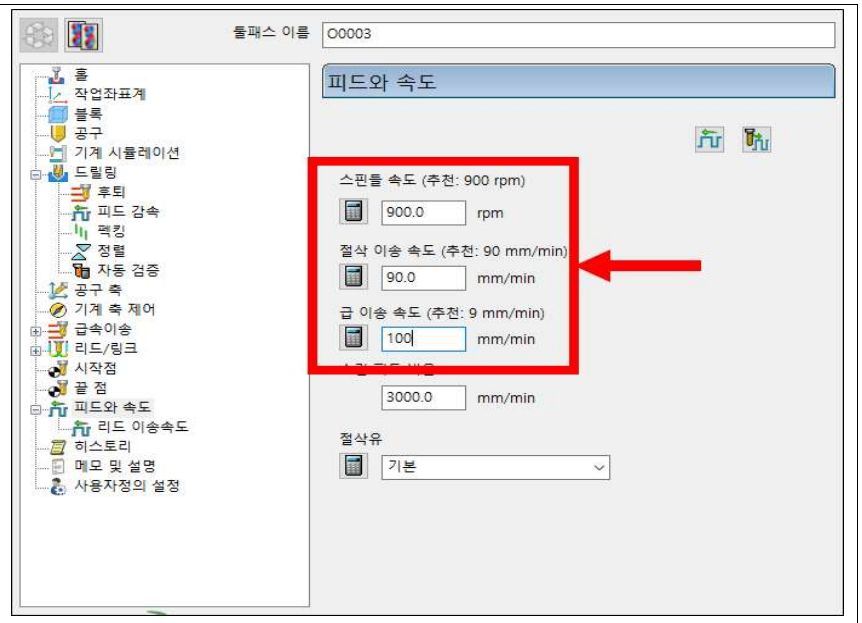 툴패스 이름
O0003
홀
작업좌표계
블록
공구
기계 시뮬레이션
드릴링
후퇴
피드 감속
펙킹
정렬
자동 검증
공구 축
기계 축 제어
급속이송
리드/링크
시작점
끝 점
피드와 속도
리드 이송속도
히스토리
메모 및 설명
사용자정의 설정
피드와 속도
스핀들 속도 (추천: 900 rpm)
900.0 rpm
절삭 이송 속도 (추천: 90 mm/min)
90.0 mm/min
급 이송 속도 (추천: 9 mm/min)
100 mm/min
3000.0 mm/min
절삭유
기본